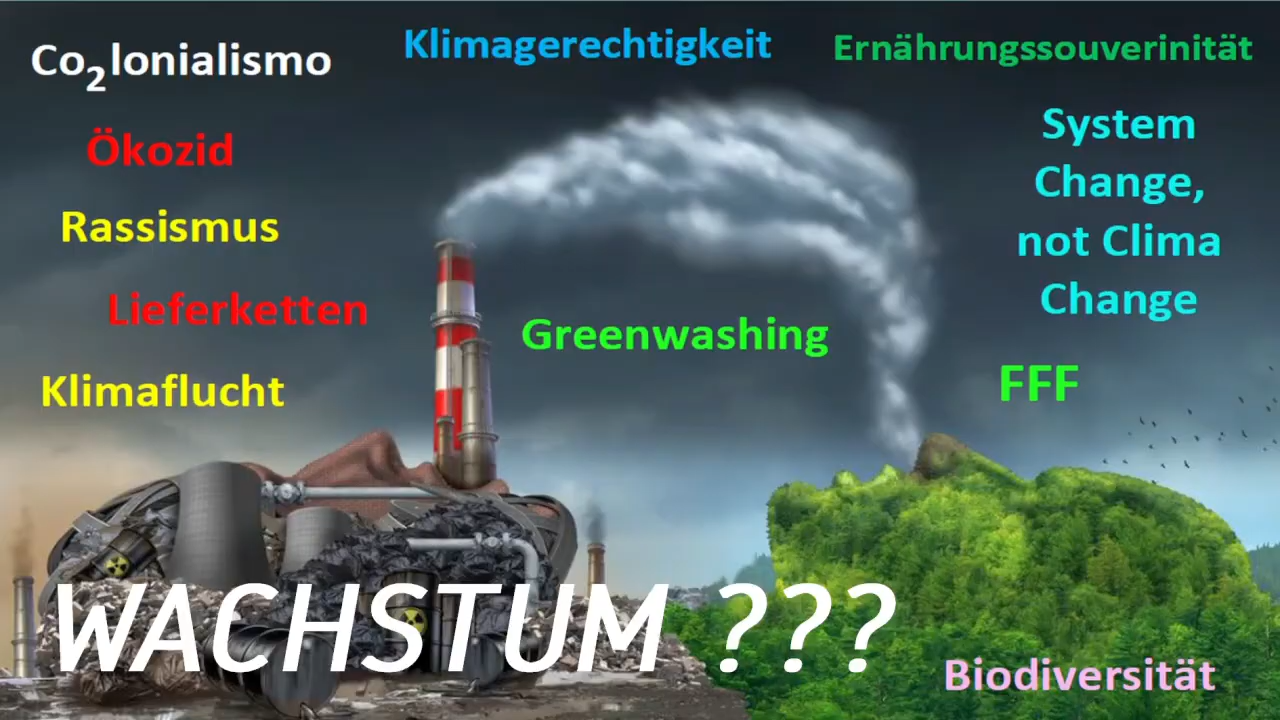 Co₂lonialismo
Klimagerechtigkeit
Ernährungssouverinität
Ökozid
Rassismus
Lieferketten
Klimaflucht
Greenwashing
System
Change,
not Clima
Change
FFF
WACHSTUM ???
Biodiversität